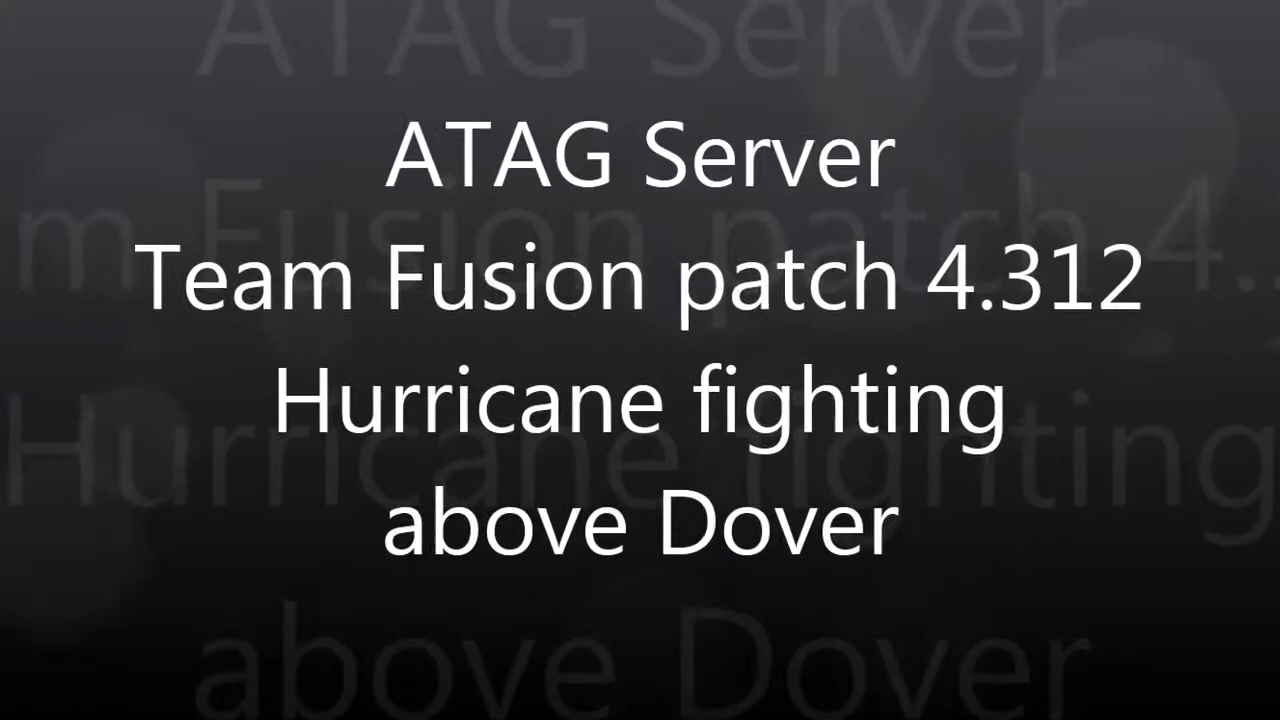 ATAG Server
Team Fusion patch 4.312
Hurricane fighting
above Dover